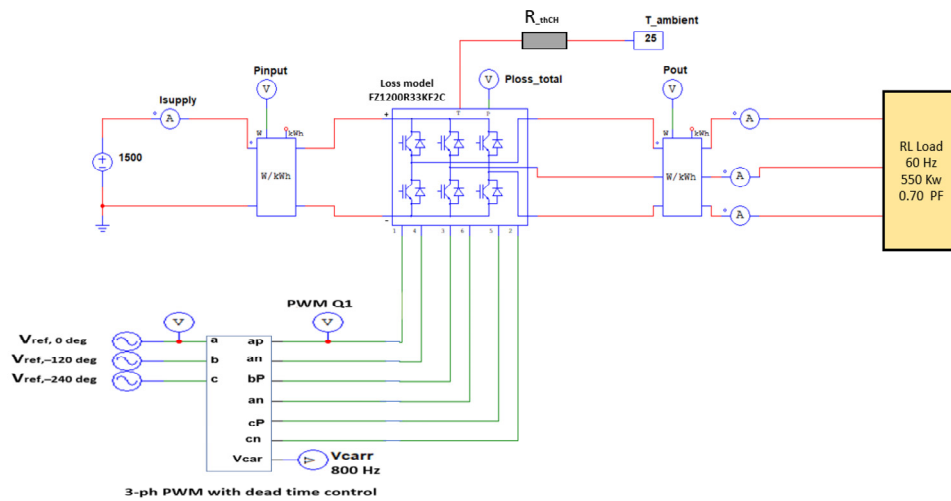 R_thCH
T_ambient
25
Pinput
V
Isupply
A
Loss model
FZ1200R33KF2C
Ploss_total
V
T
P
Pout
V
W
kWh
W/kWh
1500
+
-
W
kWh
W/kWh
A
A
A
RL Load
60 Hz
550 Kw
0.70 PF
1
4
3
6
5
2
V
PWM Q1
V
Vref, 0 deg
Vref,-120 deg
Vref,-240 deg
a
b
c
ap
an
bP
an
cP
cn
Vcar
Vcarr
800 Hz
3-ph PWM with dead time control